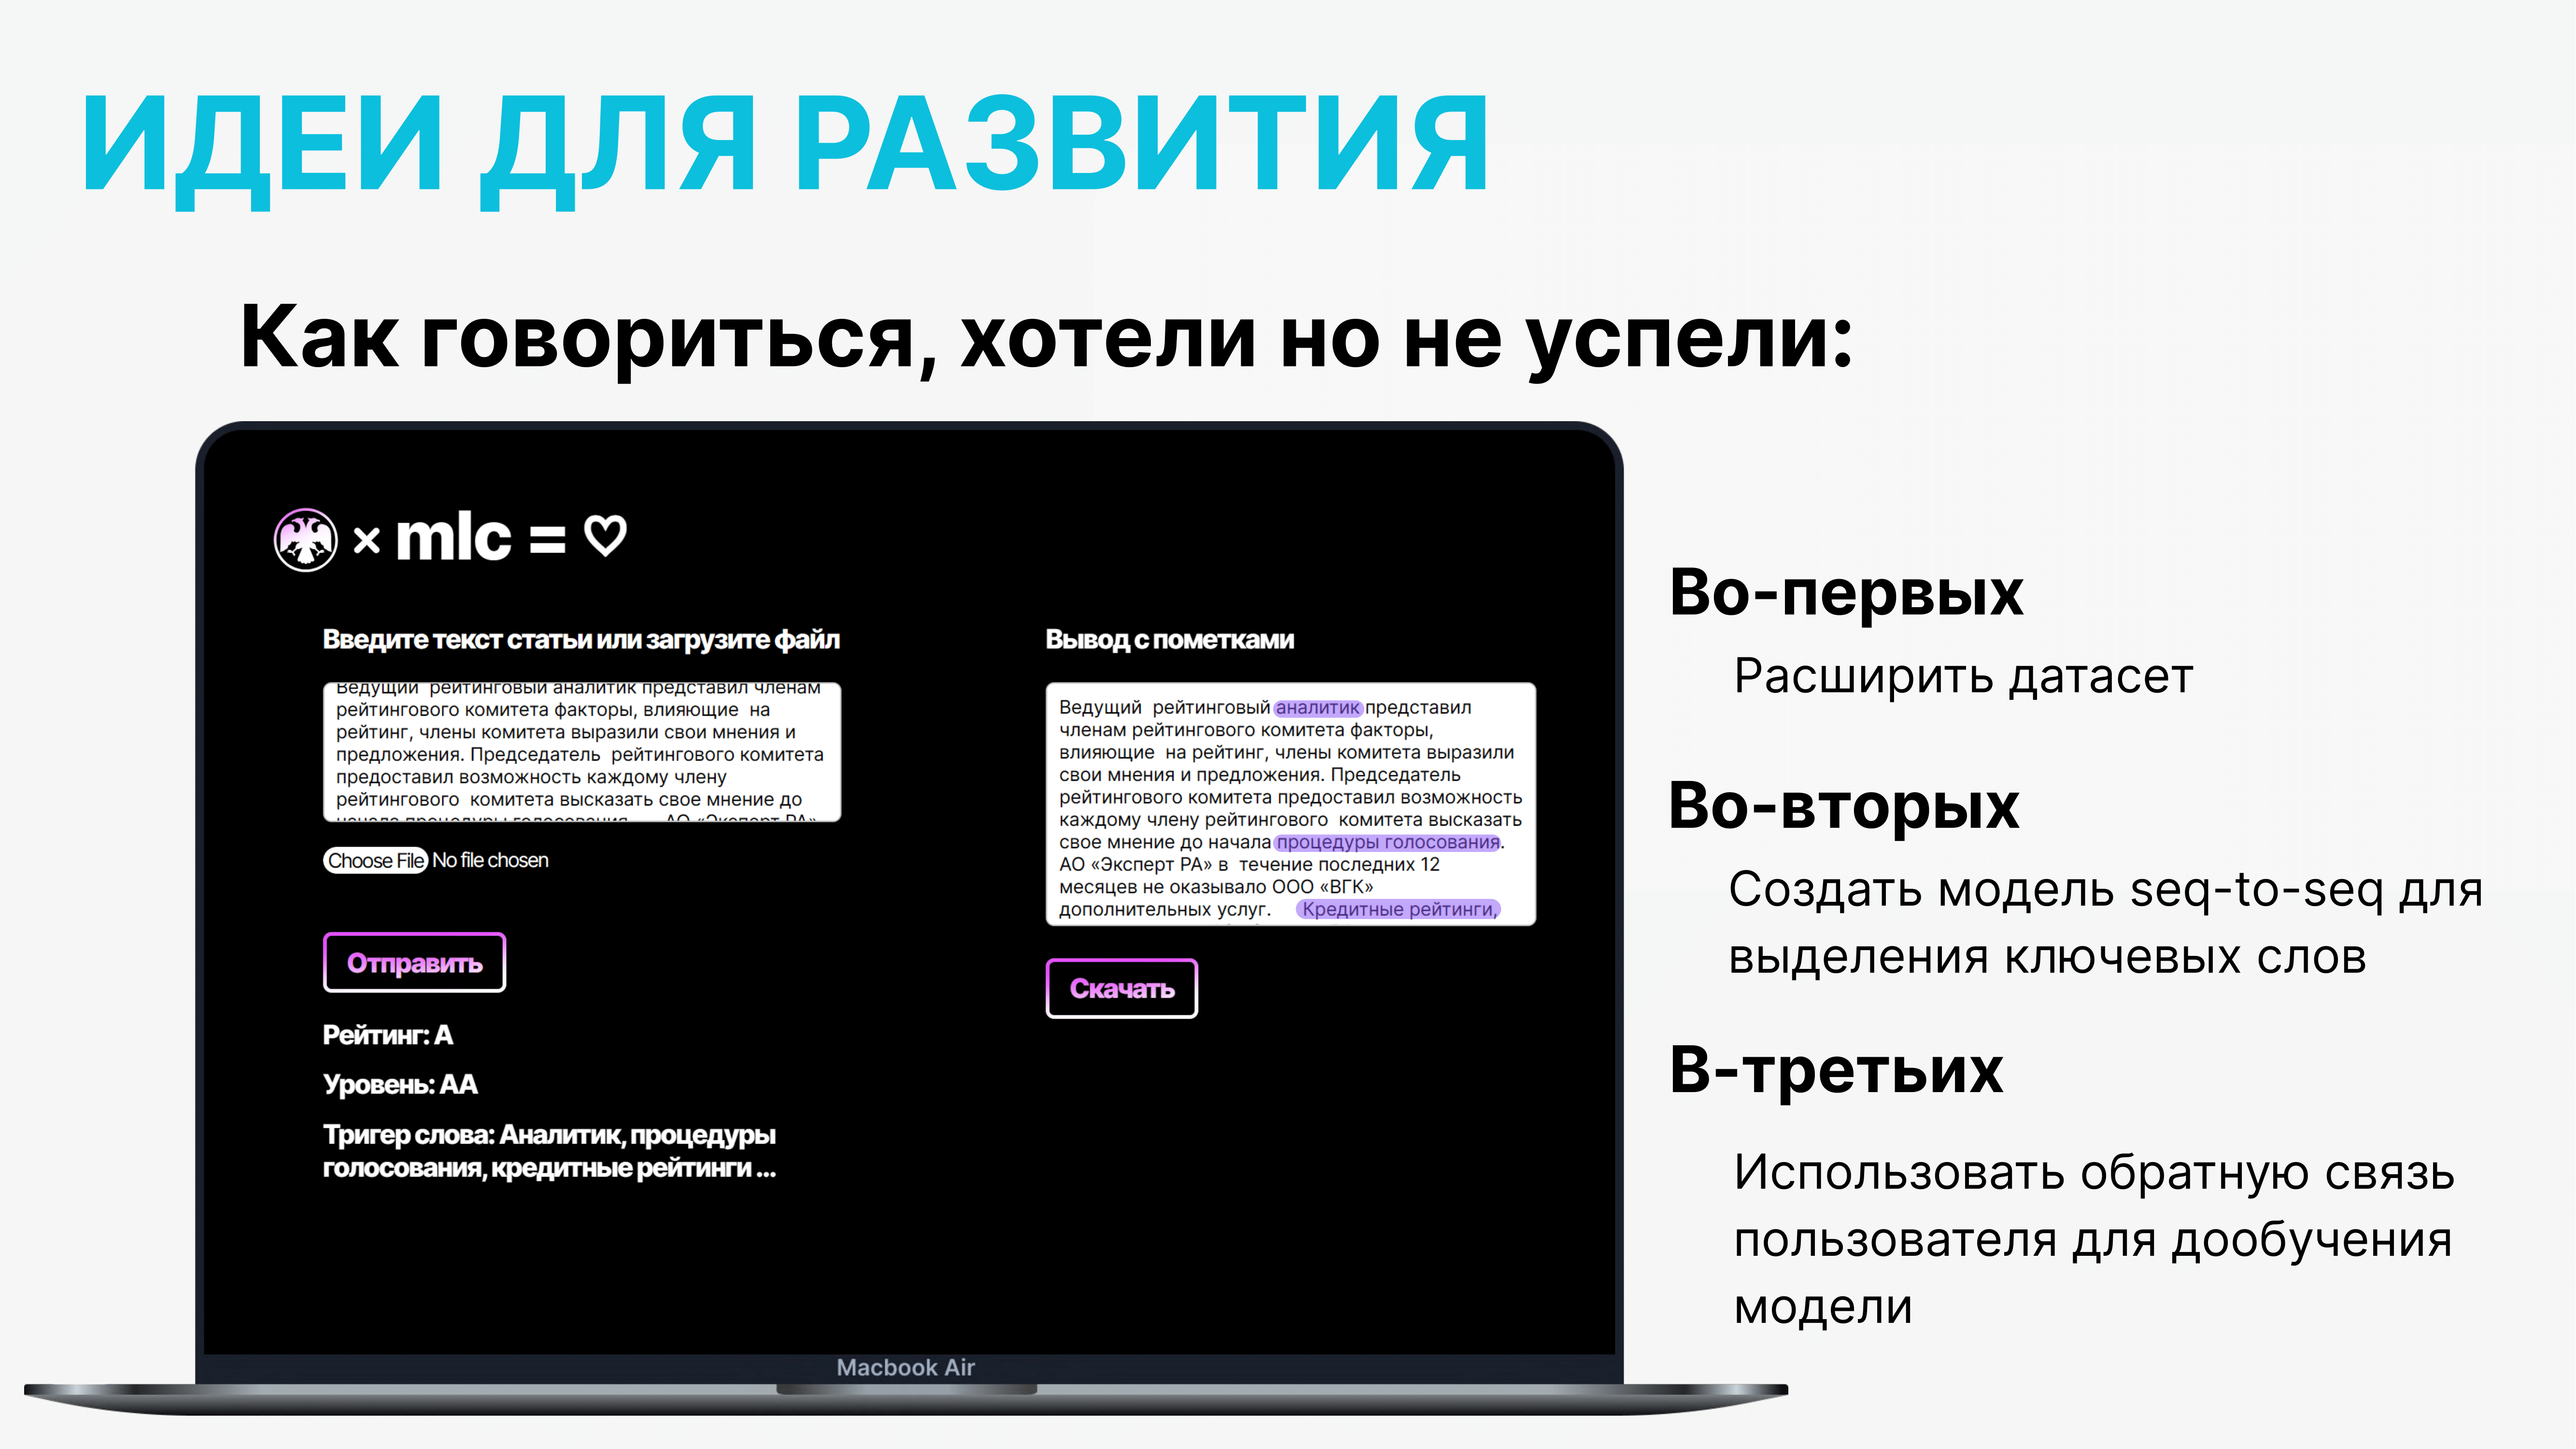 ИДЕИ ДЛЯ РАЗВИТИЯ
Как говориться, хотели но не успели:
× mlc = ♡
Введите текст статьи или загрузите файл
Ведущий рейтинговый аналитик представил членам
рейтингового комитета факторы, влияющие на
рейтинг, члены комитета выразили свои мнения и
предложения. Председатель рейтингового комитета
предоставил возможность каждому члену
рейтингового комитета высказать свое мнение до
начала процедуры голосования. АО «Эксперт РА»
Choose File No file chosen
Отправить
Рейтинг: A
Уровень: AA
Тригер слова: Аналитик, процедуры
голосования, кредитные рейтинги ...
Вывод с пометками
Ведущий рейтинговый аналитик представил
членам рейтингового комитета факторы,
влияющие на рейтинг, члены комитета выразили
свои мнения и предложения. Председатель
рейтингового комитета предоставил возможность
каждому члену рейтингового комитета высказать
свое мнение до начала процедуры голосования.
АО «Эксперт РА» в течение последних 12
месяцев не оказывало ООО «ВГК»
дополнительных услуг. Кредитные рейтинги,
Скачать
Macbook Air
Во-первых
Расширить датасет
Во-вторых
Создать модель seq-to-seq для
выделения ключевых слов
В-третьих
Использовать обратную связь
пользователя для дообучения
модели